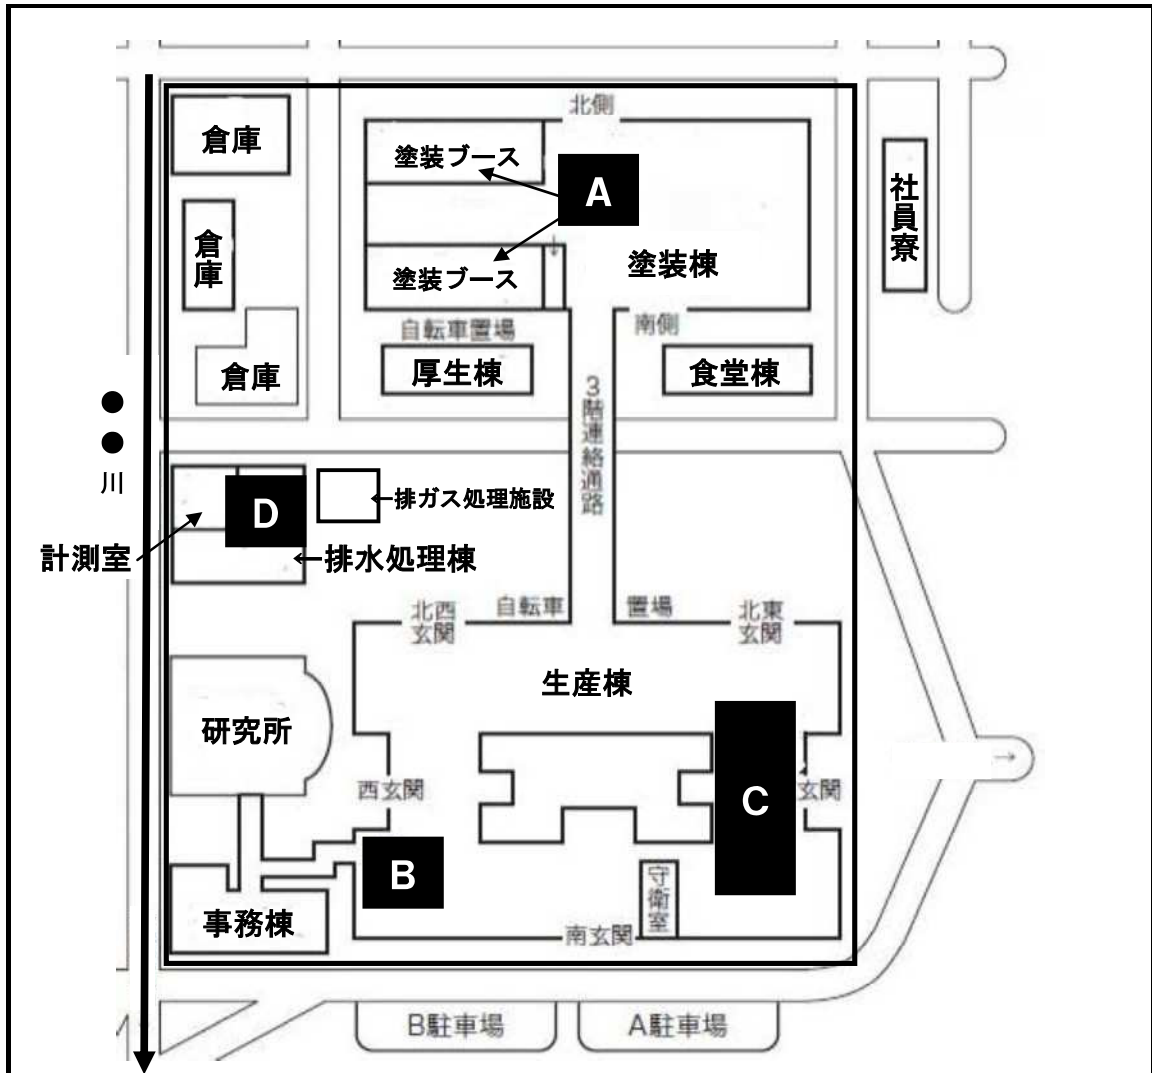 北側
倉庫
塗装ブース
A
社員寮
倉庫
塗装ブース
↓
塗装棟
自転車置場
南側
倉庫
厚生棟
食堂棟
3階連絡通路
●●川
D
←排ガス処理施設
計測室
←排水処理棟
北西
玄関
自転車
置場
北東
玄関
生産棟
研究所
西玄関
C
玄関
→
B
守衛室
事務棟
南玄関
B駐車場
A駐車場